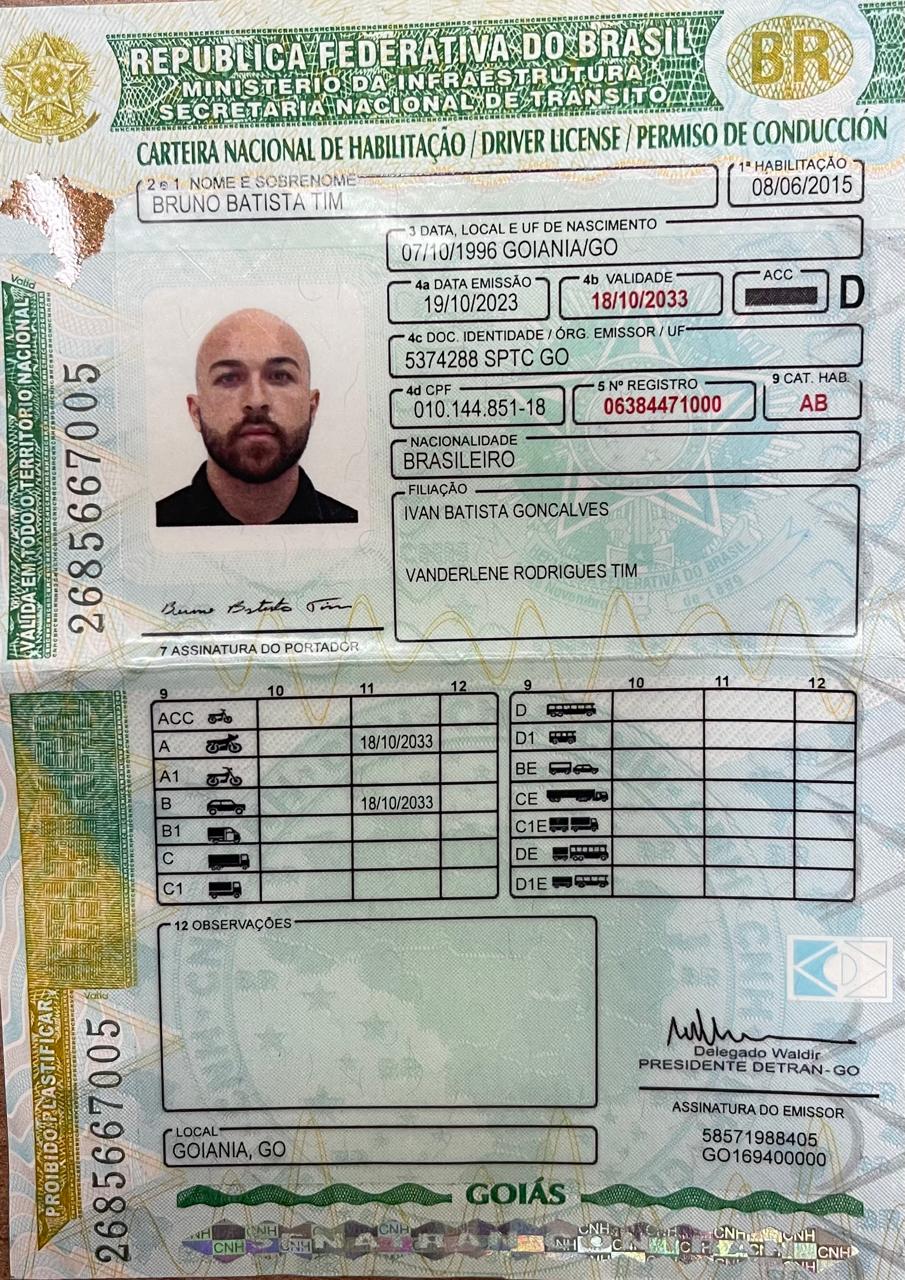 REPÚBLICA FEDERATIVA DO BRASIL
MINISTÉRIO DA INFRAESTRUTURA
SECRETARIA NACIONAL DE TRÂNSITO
BR
CARTEIRA NACIONAL DE HABILITAÇÃO / DRIVER LICENSE / PERMISO DE CONDUCCIÓN
2 e 1 NOME E SOBRENOME
BRUNO BATISTA TIM
1ª HABILITAÇÃO
08/06/2015
3 DATA, LOCAL E UF DE NASCIMENTO
07/10/1996 GOIANIA/GO
4a DATA EMISSÃO
19/10/2023
4b VALIDADE
18/10/2033
ACC
D
4c DOC. IDENTIDADE / ÓRG. EMISSOR / UF
5374288 SPTC GO
4d CPF
010.144.851-18
5 Nº REGISTRO
06384471000
9 CAT. HAB.
AB
NACIONALIDADE
BRASILEIRO
FILIAÇÃO
IVAN BATISTA GONCALVES
VANDERLENE RODRIGUES TIM
Valid
VÁLIDA EM TODO O TERRITÓRIO NACIONAL
2685667005
Bruno Batista Tim
7 ASSINATURA DO PORTADOR
9 10 11 12
ACC
A 18/10/2033
A1
B 18/10/2033
B1
C
C1
9 10 11 12
D
D1
BE
CE
C1E
DE
D1E
12 OBSERVAÇÕES
Valid
PROIBIDO PLASTIFICAR
2685667005
Delegado Waldir
PRESIDENTE DETRAN-GO
ASSINATURA DO EMISSOR
58571988405
GO169400000
LOCAL
GOIANIA, GO
GOIÁS
SENATRAN